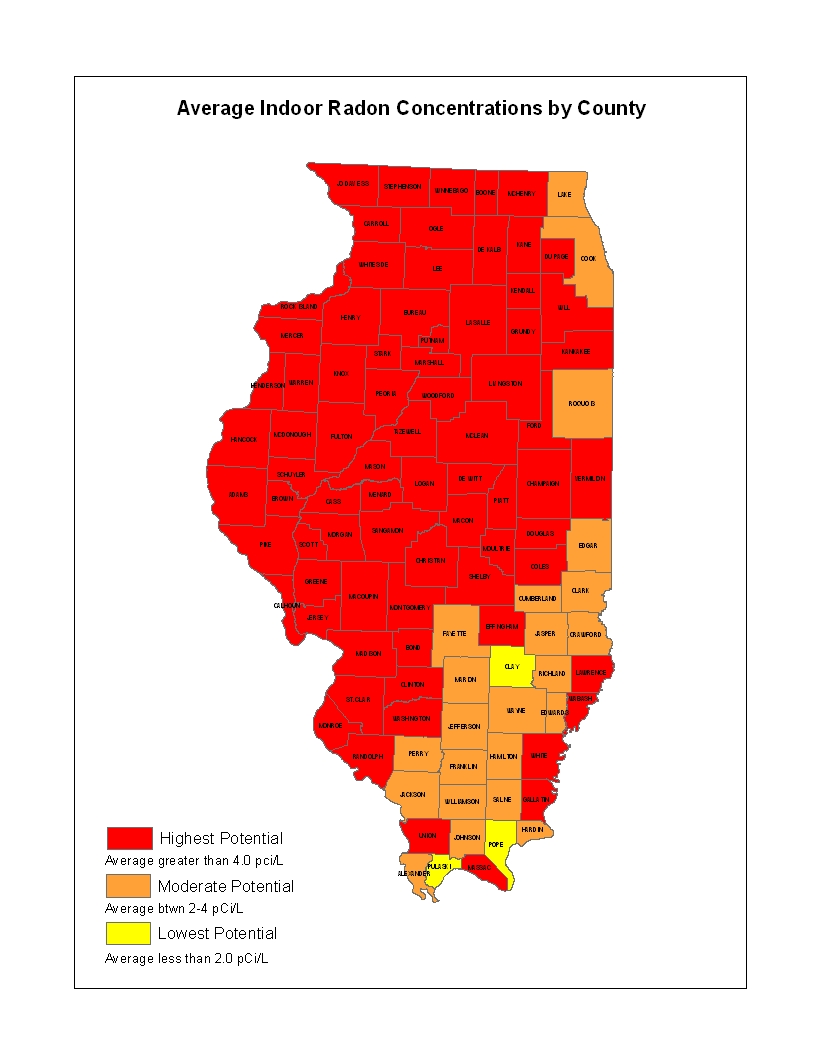 Average Indoor Radon Concentrations by County
JO DAVIESS
STEPHENSON
WINNEBAGO
BOONE
MCHENRY
LAKE
CARROLL
OGLE
DE KALB
KANE
COOK
DU PAGE
WHITESIDE
LEE
KENDALL
WILL
ROCK ISLAND
HENRY
BUREAU
LA SALLE
GRUNDY
MERCER
PUTNAM
KANKAKEE
STARK
MARSHALL
KNOX
LIVINGSTON
HENDERSON
WARREN
PEORIA
WOODFORD
IROQUOIS
FORD
HANCOCK
MCDONOUGH
FULTON
TAZEWELL
MCLEAN
MASON
SCHUYLER
LOGAN
DE WITT
CHAMPAIGN
VERMILION
ADAMS
BROWN
CASS
MENARD
PIATT
MACON
SANGAMON
MORGAN
DOUGLAS
PIKE
SCOTT
MOULTRIE
EDGAR
CHRISTIAN
COLES
GREENE
SHELBY
CLARK
CALHOUN
MACOUPIN
MONTGOMERY
CUMBERLAND
JERSEY
FAYETTE
EFFINGHAM
JASPER
CRAWFORD
BOND
MADISON
CLAY
RICHLAND
LAWRENCE
CLINTON
MARION
ST. CLAIR
WABASH
WAYNE
EDWARDS
WASHINGTON
JEFFERSON
MONROE
RANDOLPH
PERRY
HAMILTON
WHITE
FRANKLIN
JACKSON
WILLIAMSON
SALINE
GALLATIN
UNION
JOHNSON
HARDIN
POPE
ALEXANDER
PULASKI
MASSAC
Highest Potential
Average greater than 4.0 pci/L
Moderate Potential
Average btwn 2-4 pCi/L
Lowest Potential
Average less than 2.0 pCi/L